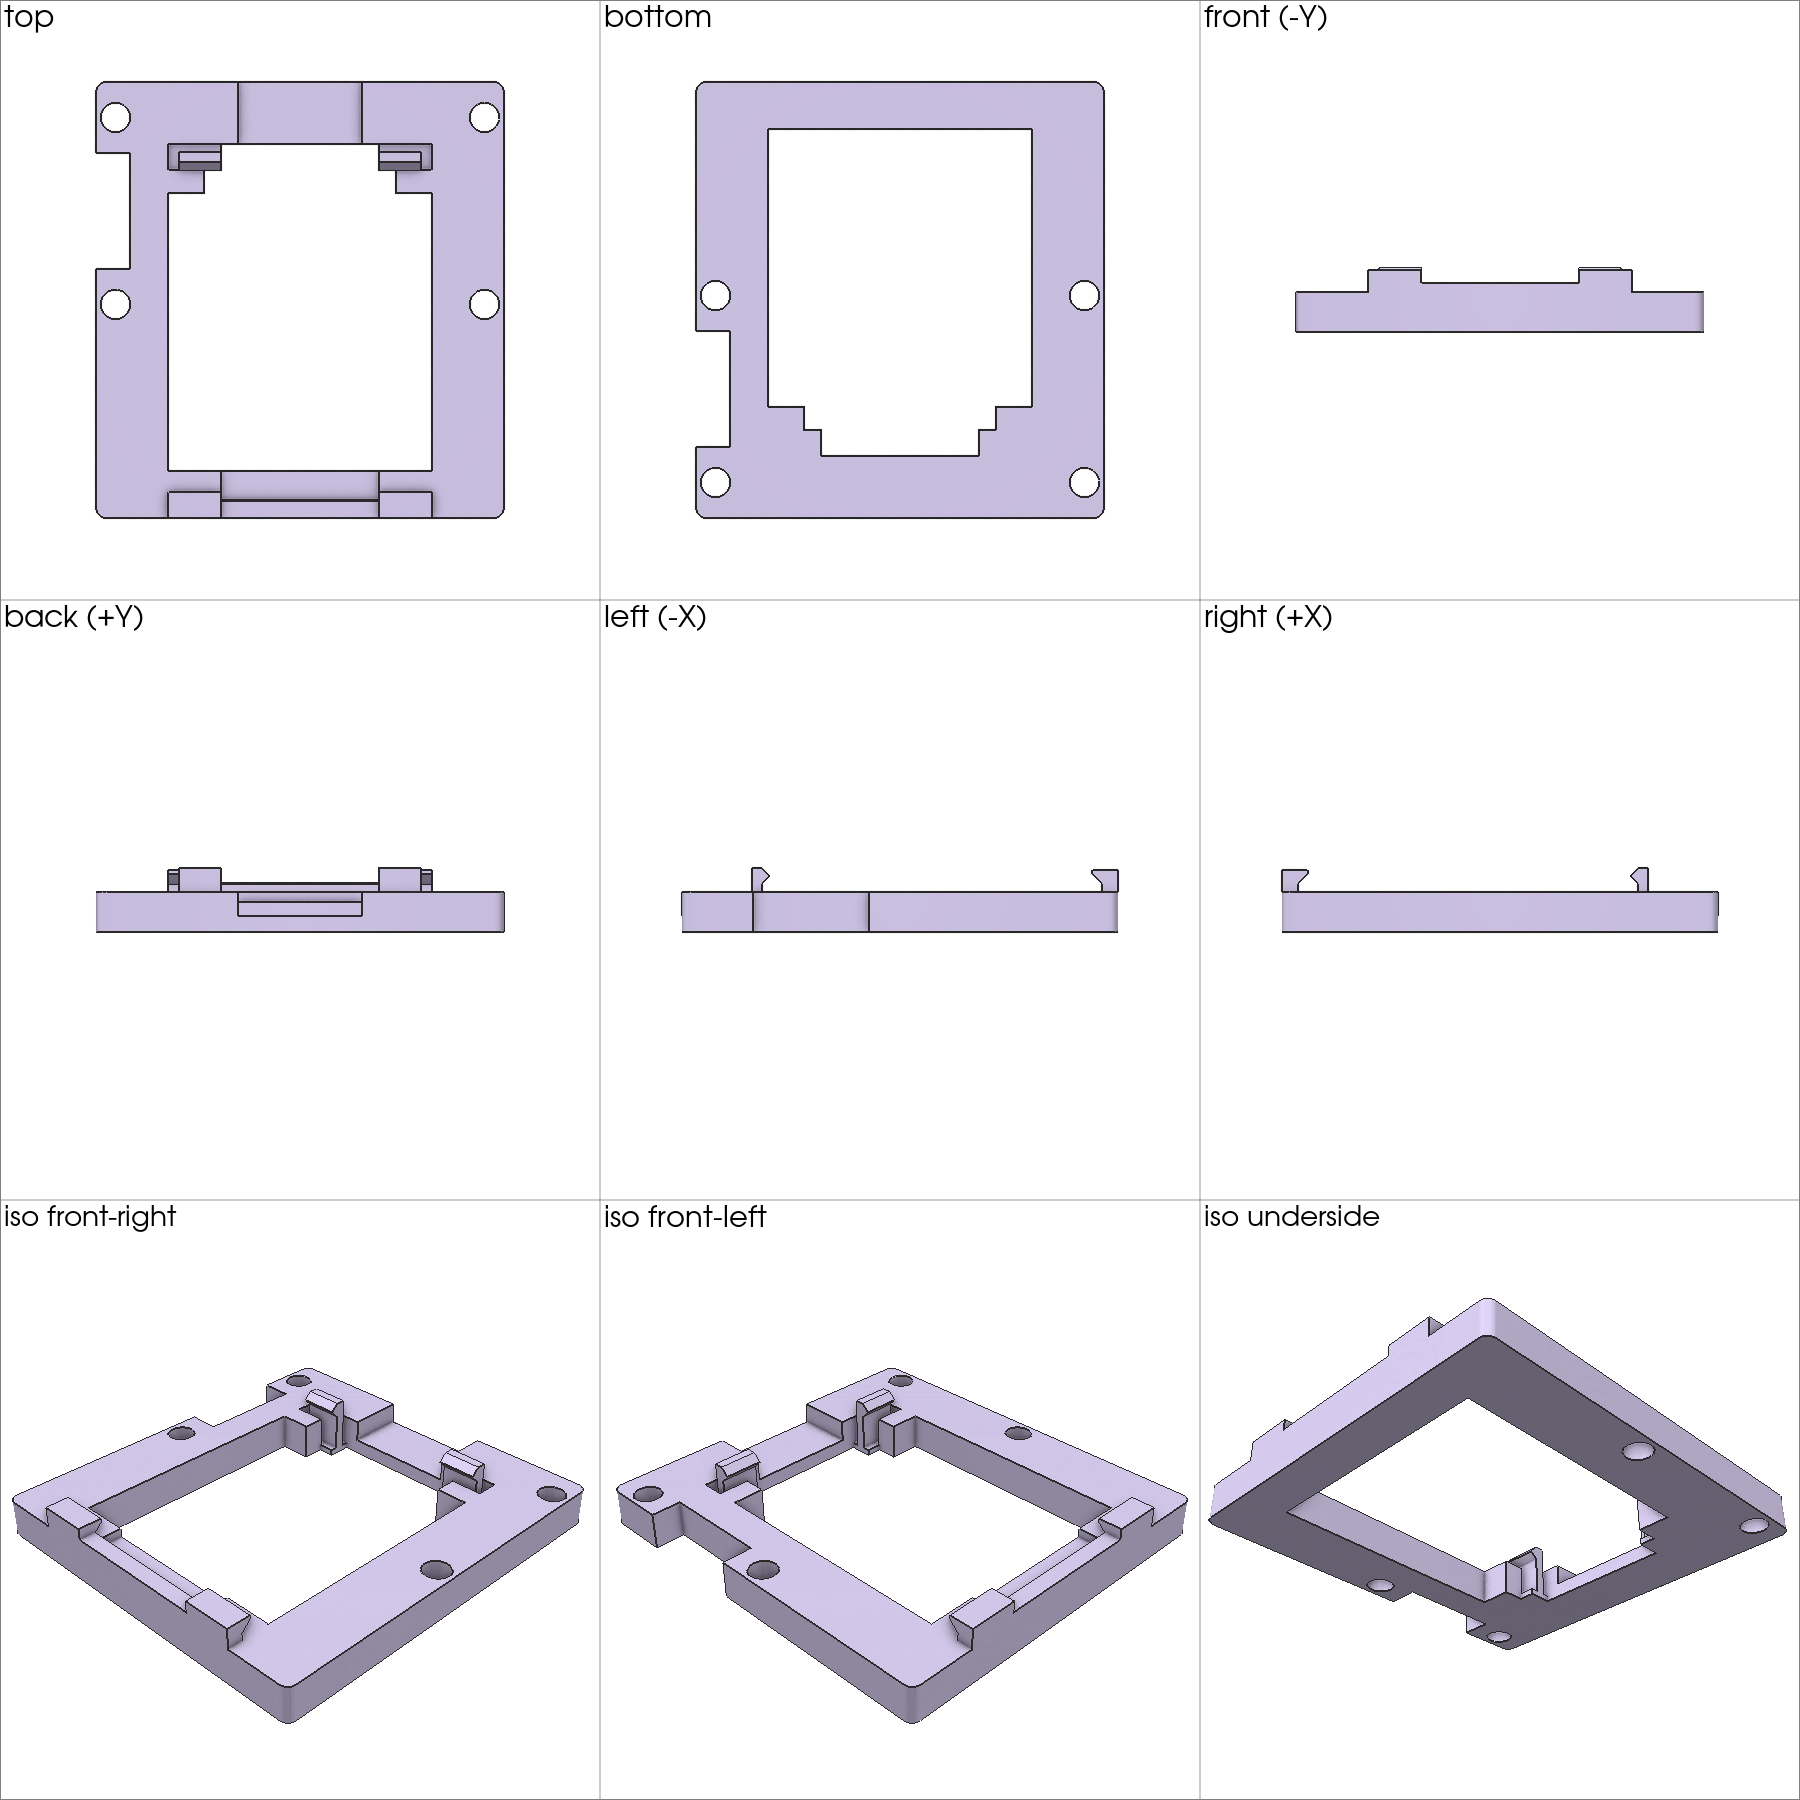 top
bottom
front (-Y)
back (+Y)
left (-X)
right (+X)
iso front-right
iso front-left
iso underside